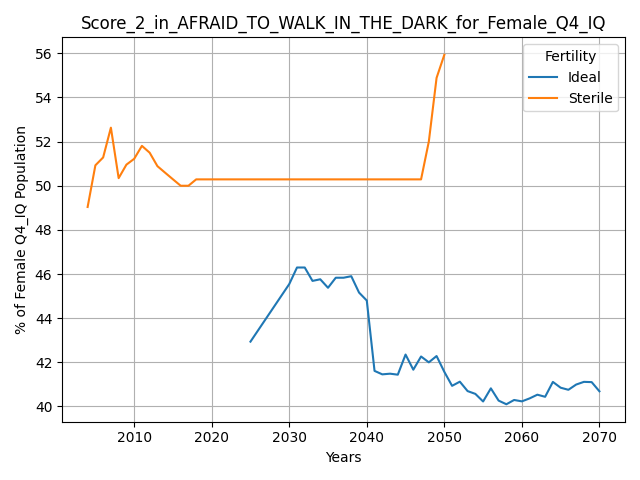 Score_2_in_AFRAID_TO_WALK_IN_THE_DARK_for_Female_Q4_IQ
Fertility
Ideal
Sterile
% of Female Q4_IQ Population
56
54
52
50
48
46
44
42
40
2010
2020
2030
2040
2050
2060
2070
Years